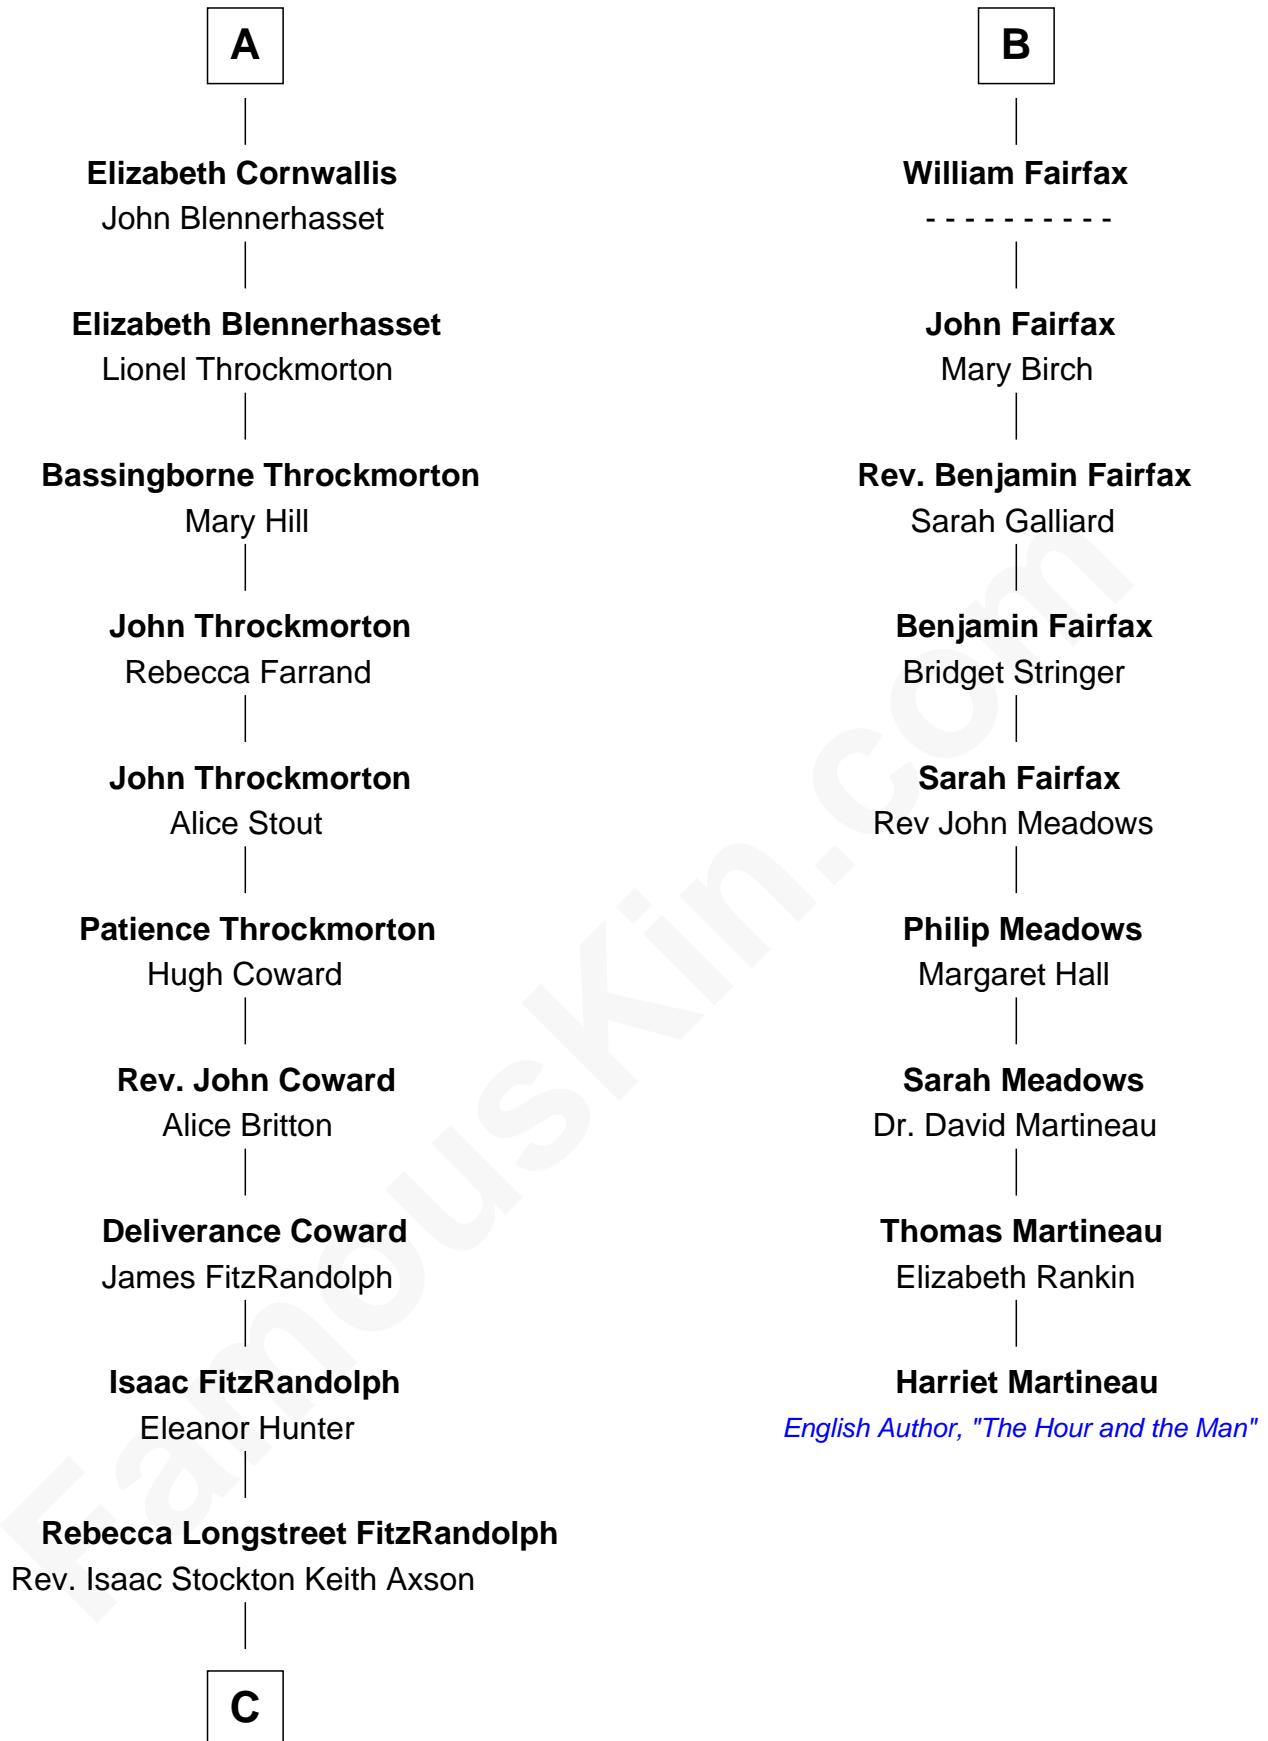 A
Elizabeth Cornwallis
John Blennerhasset
Elizabeth Blennerhasset
Lionel Throckmorton
Bassingborne Throckmorton
Mary Hill
John Throckmorton
Rebecca Farrand
John Throckmorton
Alice Stout
Patience Throckmorton
Hugh Coward
Rev. John Coward
Alice Britton
Deliverance Coward
James FitzRandolph
Isaac FitzRandolph
Eleanor Hunter
Rebecca Longstreet FitzRandolph
Rev. Isaac Stockton Keith Axson
C
B
William Fairfax
- - - - - - - - - -
John Fairfax
Mary Birch
Rev. Benjamin Fairfax
Sarah Galliard
Benjamin Fairfax
Bridget Stringer
Sarah Fairfax
Rev John Meadows
Philip Meadows
Margaret Hall
Sarah Meadows
Dr. David Martineau
Thomas Martineau
Elizabeth Rankin
Harriet Martineau
English Author, "The Hour and the Man"
FamousKin.com